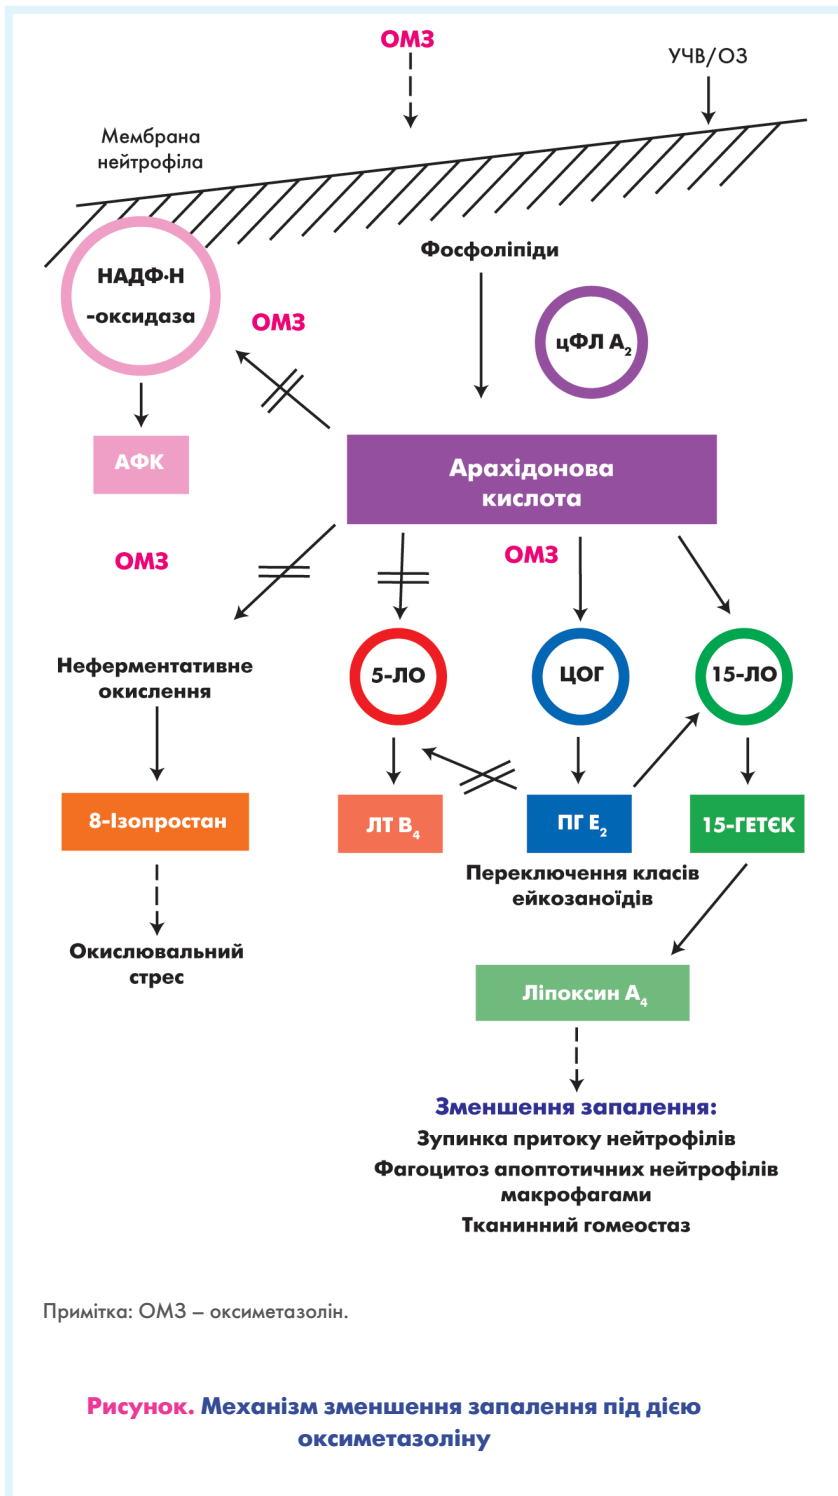 ОМЗ
УЧВ/ОЗ
Мембрана
нейтрофіла
Фосфоліпіди
НАДФ·Н
-оксидаза
ОМЗ
цФЛ А₂
АФК
Арахідонова
кислота
ОМЗ
ОМЗ
Неферментативне
окислення
5-ЛО
ЦОГ
15-ЛО
8-Ізопростан
ЛТ В₄
ПГ Е₂
15-ГЕТЄК
Переключення класів
ейкозаноїдів
Окислювальний
стрес
Ліпоксин А₄
Зменшення запалення:
Зупинка притоку нейтрофілів
Фагоцитоз апоптотичних нейтрофілів
макрофагами
Тканинний гомеостаз
Примітка: ОМЗ – оксиметазолін.
Рисунок. Механізм зменшення запалення під дією
оксиметазоліну